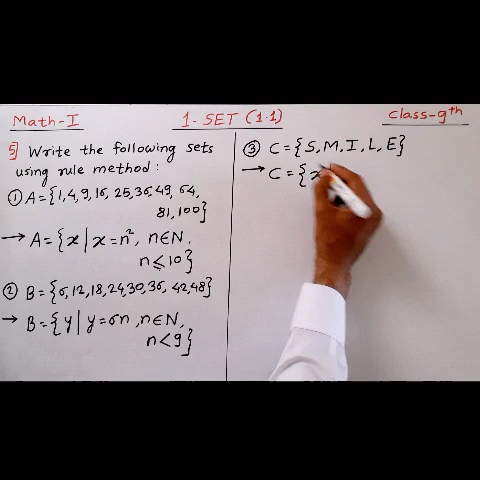 Math-I
1. SET (1.1)
Class-9th
5] Write the following sets
using rule method:
① A={1,4,9,16,25,36,49,64,
81,100}
→ A={x | x=n², n∈N,
n≤10}
② B={6,12,18,24,30,36,42,48}
→ B={y | y=6n, n∈N,
n<9}
③ C={S,M,I,L,E}
→ C={x